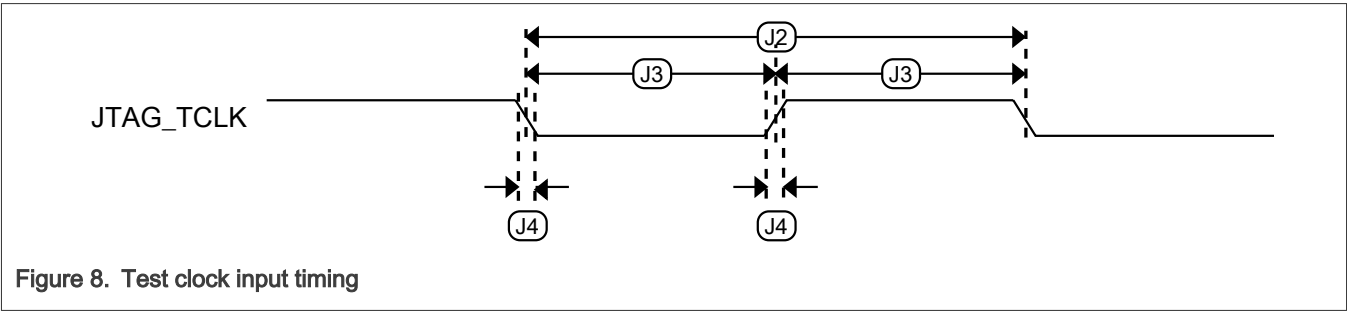 J2
J3 J3
JTAG_TCLK
J4 J4
Figure 8. Test clock input timing